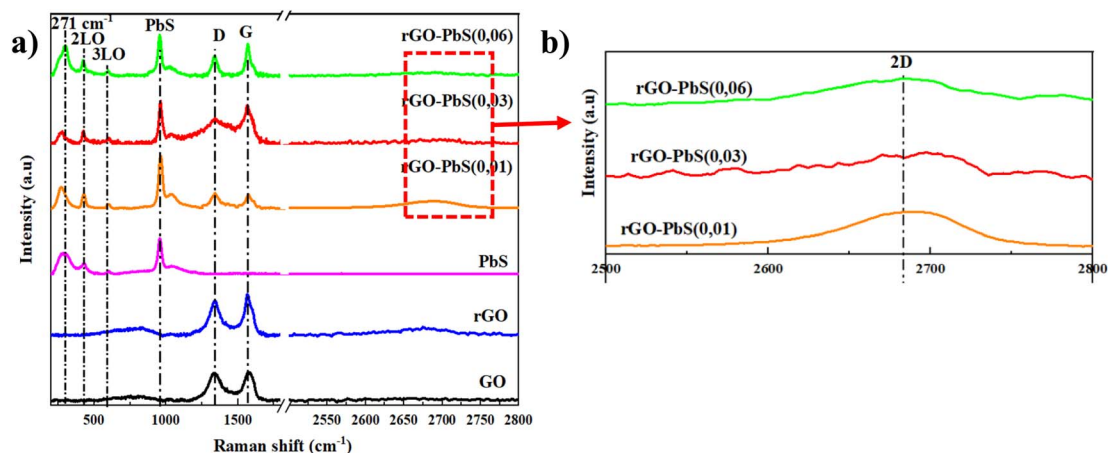 a)
271 cm⁻¹
2LO
3LO
PbS
D
G
rGO-PbS(0,06)
rGO-PbS(0,03)
rGO-PbS(0,01)
PbS
rGO
GO
Intensity (a.u)
500
1000
1500
2550
2600
2650
2700
2750
2800
Raman shift (cm⁻¹)
b)
2D
rGO-PbS(0,06)
rGO-PbS(0,03)
rGO-PbS(0,01)
Intensity (a.u)
2500
2600
2700
2800